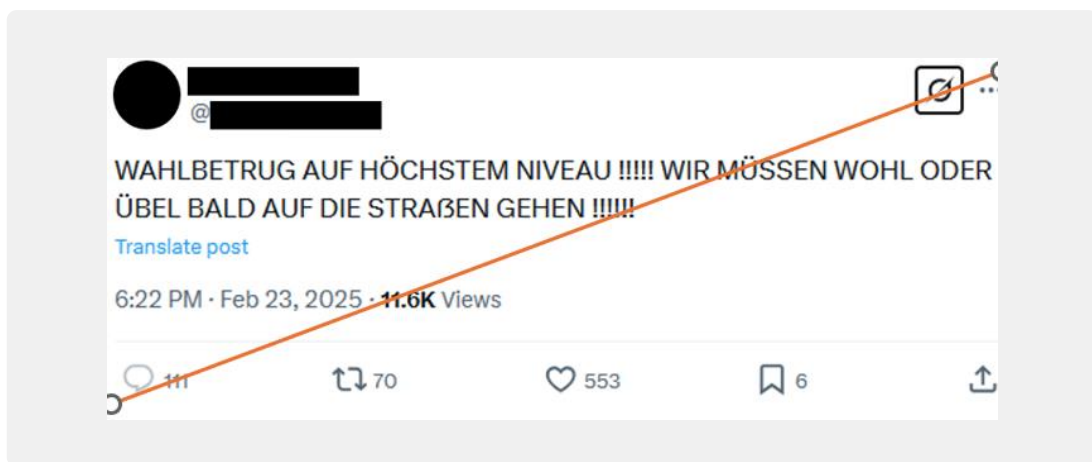 @
WAHLBETRUG AUF HÖCHSTEM NIVEAU !!!!! WIR MÜSSEN WOHL ODER
ÜBEL BALD AUF DIE STRAßEN GEHEN !!!!!!
Translate post
6:22 PM · Feb 23, 2025 · 11.6K Views
111 70 553 6